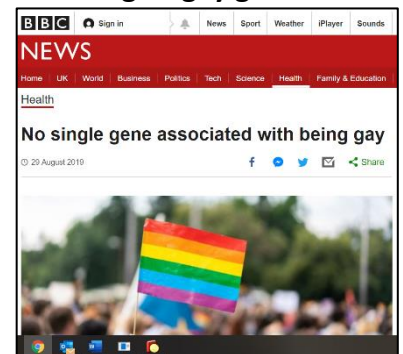 BBC Sign in News Sport Weather iPlayer Sounds
NEWS
Home UK World Business Politics Tech Science Health Family & Education
Health
No single gene associated with being gay
29 August 2019 Share